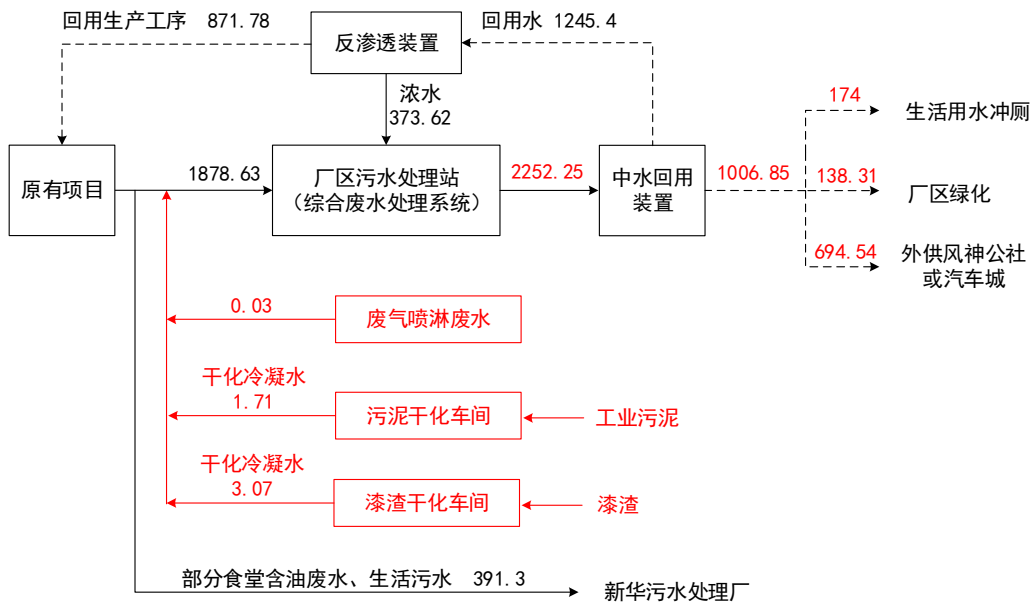 回用生产工序 871.78
反渗透装置
回用水 1245.4
浓水
373.62
174
生活用水冲厕
原有项目
1878.63
厂区污水处理站
（综合废水处理系统）
2252.25
中水回用
装置
1006.85
138.31
厂区绿化
694.54
外供风神公社
或汽车城
0.03
废气喷淋废水
干化冷凝水
1.71
污泥干化车间
工业污泥
干化冷凝水
3.07
漆渣干化车间
漆渣
部分食堂含油废水、生活污水 391.3
新华污水处理厂